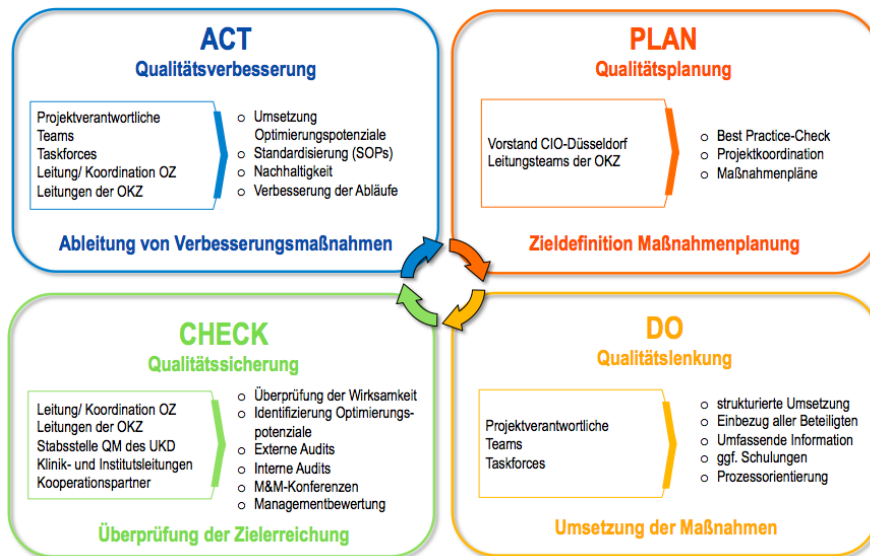 ACT
Qualitätsverbesserung
Projektverantwortliche
Teams
Taskforces
Leitung/ Koordination OZ
Leitungen der OKZ
o Umsetzung
Optimierungspotenziale
o Standardisierung (SOPs)
o Nachhaltigkeit
o Verbesserung der Abläufe
Ableitung von Verbesserungsmaßnahmen
PLAN
Qualitätsplanung
Vorstand CIO-Düsseldorf
Leitungsteams der OKZ
o Best Practice-Check
o Projektkoordination
o Maßnahmenpläne
Zieldefinition Maßnahmenplanung
CHECK
Qualitätssicherung
Leitung/ Koordination OZ
Leitungen der OKZ
Stabsstelle QM des UKD
Klinik- und Institutsleitungen
Kooperationspartner
o Überprüfung der Wirksamkeit
o Identifizierung Optimierungs-
potenziale
o Externe Audits
o Interne Audits
o M&M-Konferenzen
o Managementbewertung
Überprüfung der Zielerreichung
DO
Qualitätslenkung
Projektverantwortliche
Teams
Taskforces
o strukturierte Umsetzung
o Einbezug aller Beteiligten
o Umfassende Information
o ggf. Schulungen
o Prozessorientierung
Umsetzung der Maßnahmen